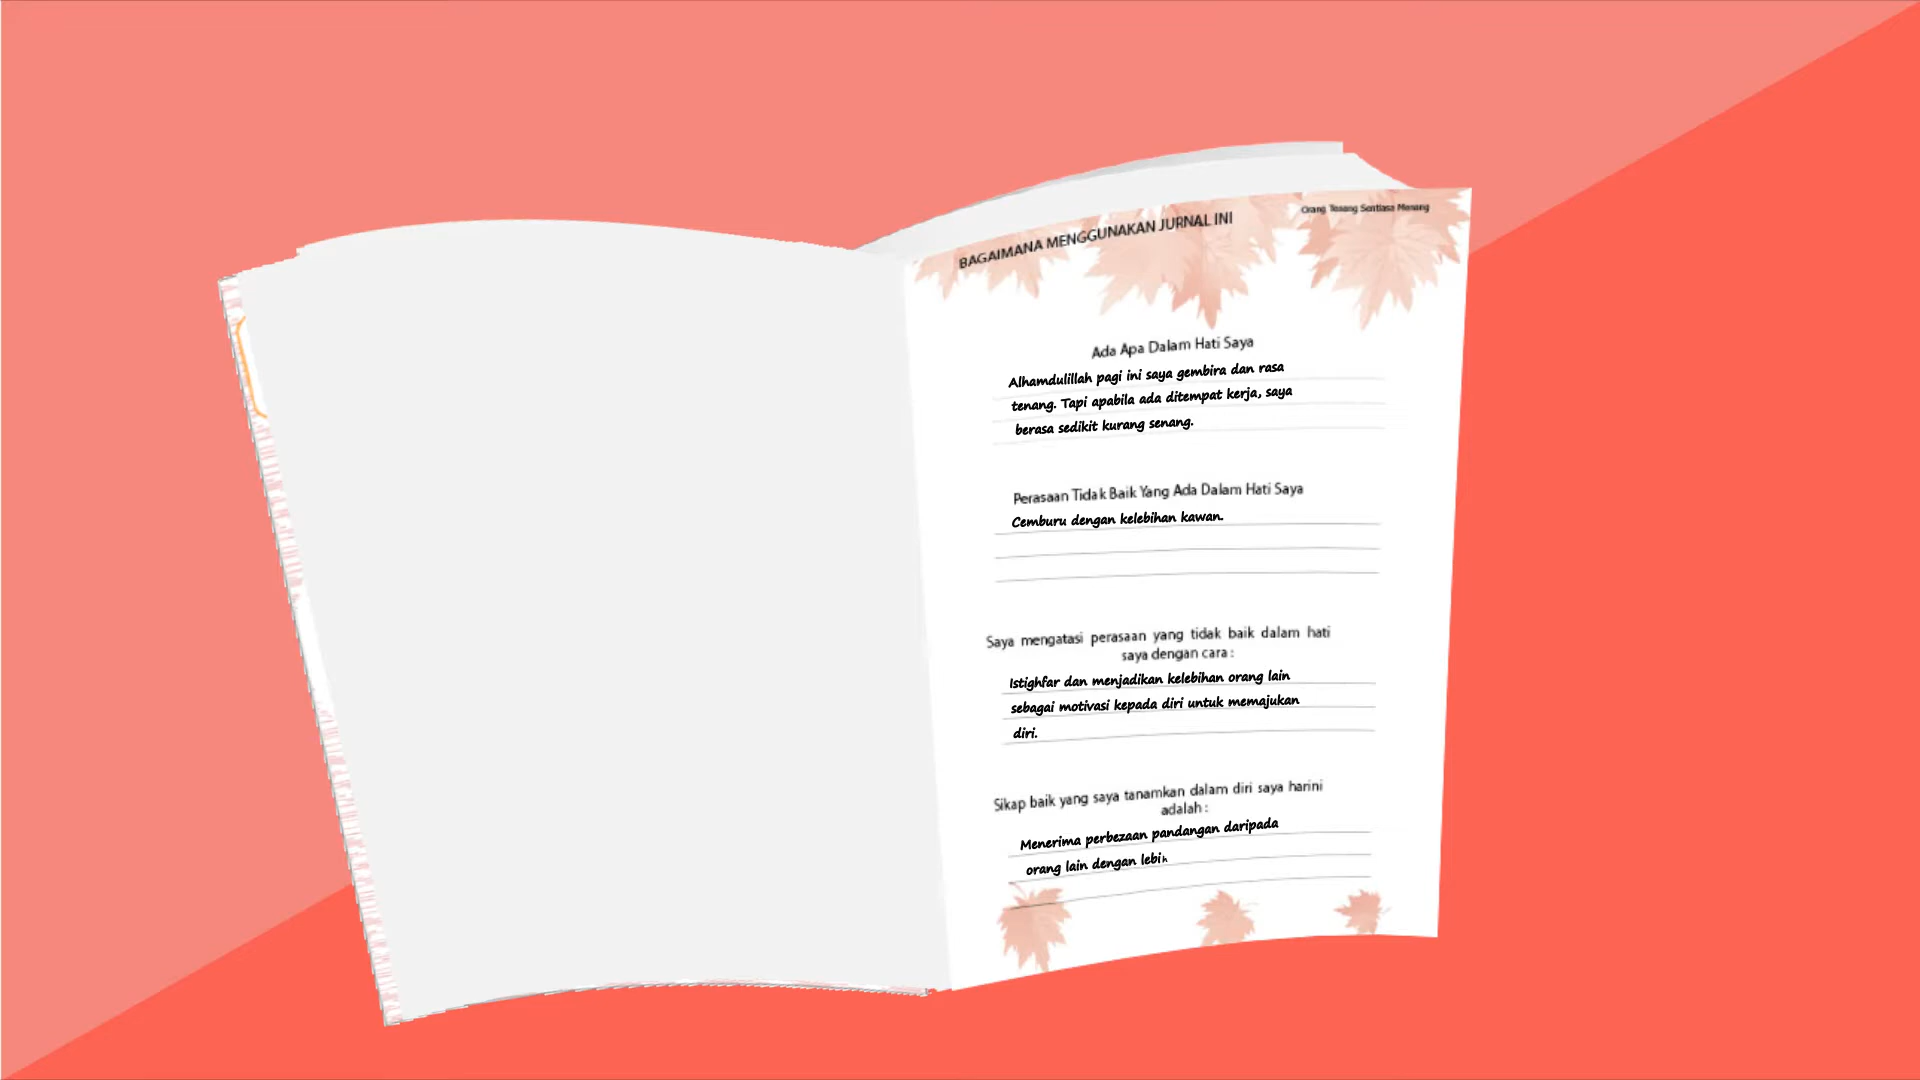 BAGAIMANA MENGGUNAKAN JURNAL INI
Orang Tenang Sentiasa Menang
Ada Apa Dalam Hati Saya
Alhamdulillah pagi ini saya gembira dan rasa
tenang. Tapi apabila ada ditempat kerja, saya
berasa sedikit kurang senang.
Perasaan Tidak Baik Yang Ada Dalam Hati Saya
Cemburu dengan kelebihan kawan.
Saya mengatasi perasaan yang tidak baik dalam hati
saya dengan cara :
Istighfar dan menjadikan kelebihan orang lain
sebagai motivasi kepada diri untuk memajukan
diri.
Sikap baik yang saya tanamkan dalam diri saya harini
adalah :
Menerima perbezaan pandangan daripada
orang lain dengan lebih